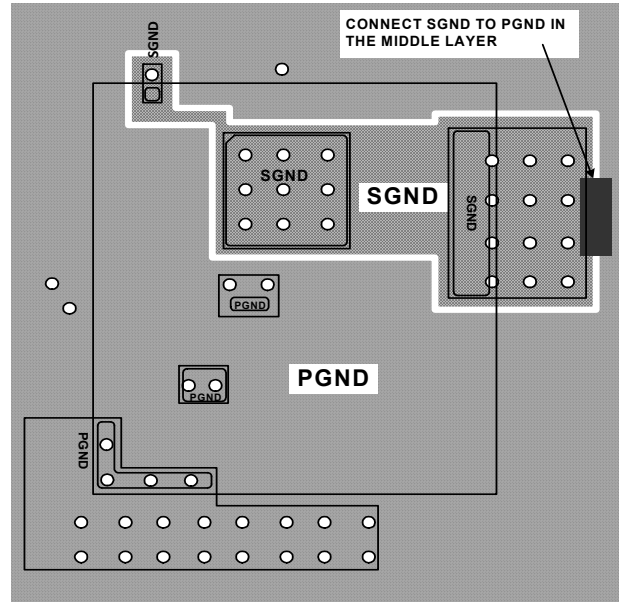 CONNECT SGND TO PGND IN
THE MIDDLE LAYER
SGND
SGND
SGND
SGND
PGND
PGND
PGND
PGND